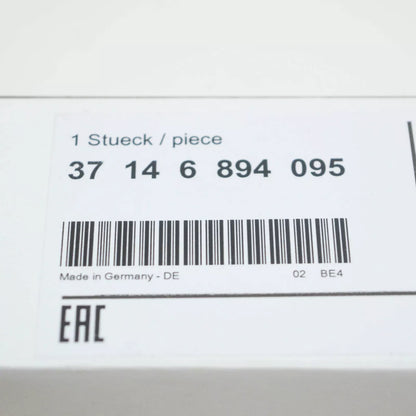 1 Stueck / piece
37 14 6 894 095
Made in Germany - DE 02 BE4
EAC